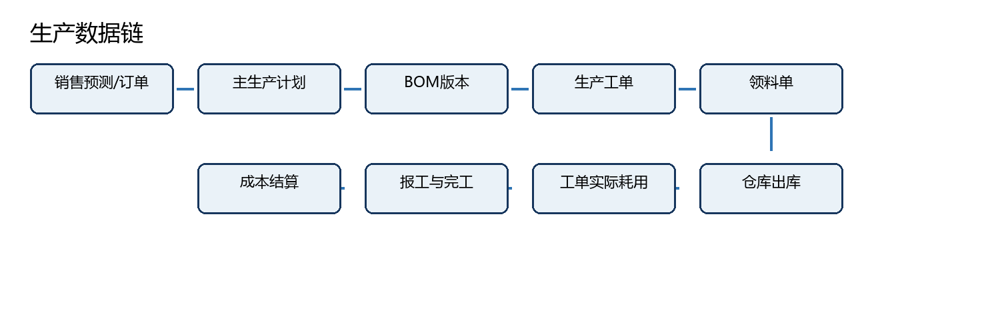 生产数据链
销售预测/订单
主生产计划
BOM版本
生产工单
领料单
成本结算
报工与完工
工单实际耗用
仓库出库